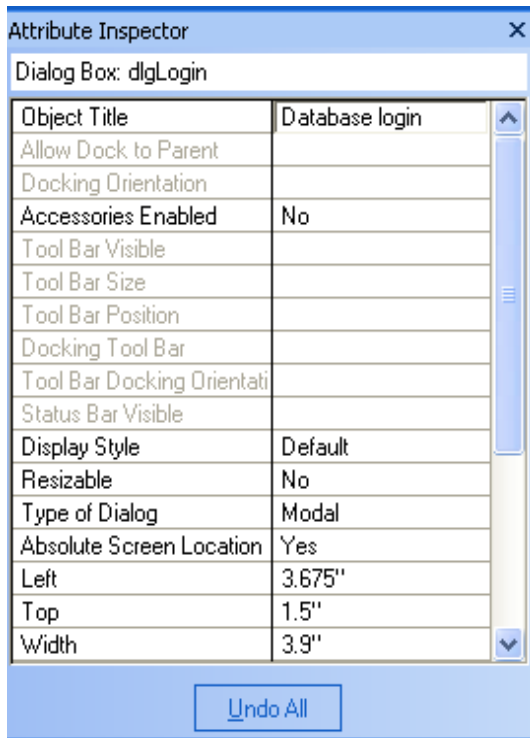 Attribute Inspector
Dialog Box: dlgLogin
Object Title Database login
Allow Dock to Parent
Docking Orientation
Accessories Enabled No
Tool Bar Visible
Tool Bar Size
Tool Bar Position
Docking Tool Bar
Tool Bar Docking Orientati
Status Bar Visible
Display Style Default
Resizable No
Type of Dialog Modal
Absolute Screen Location Yes
Left 3.675"
Top 1.5"
Width 3.9"
Undo All